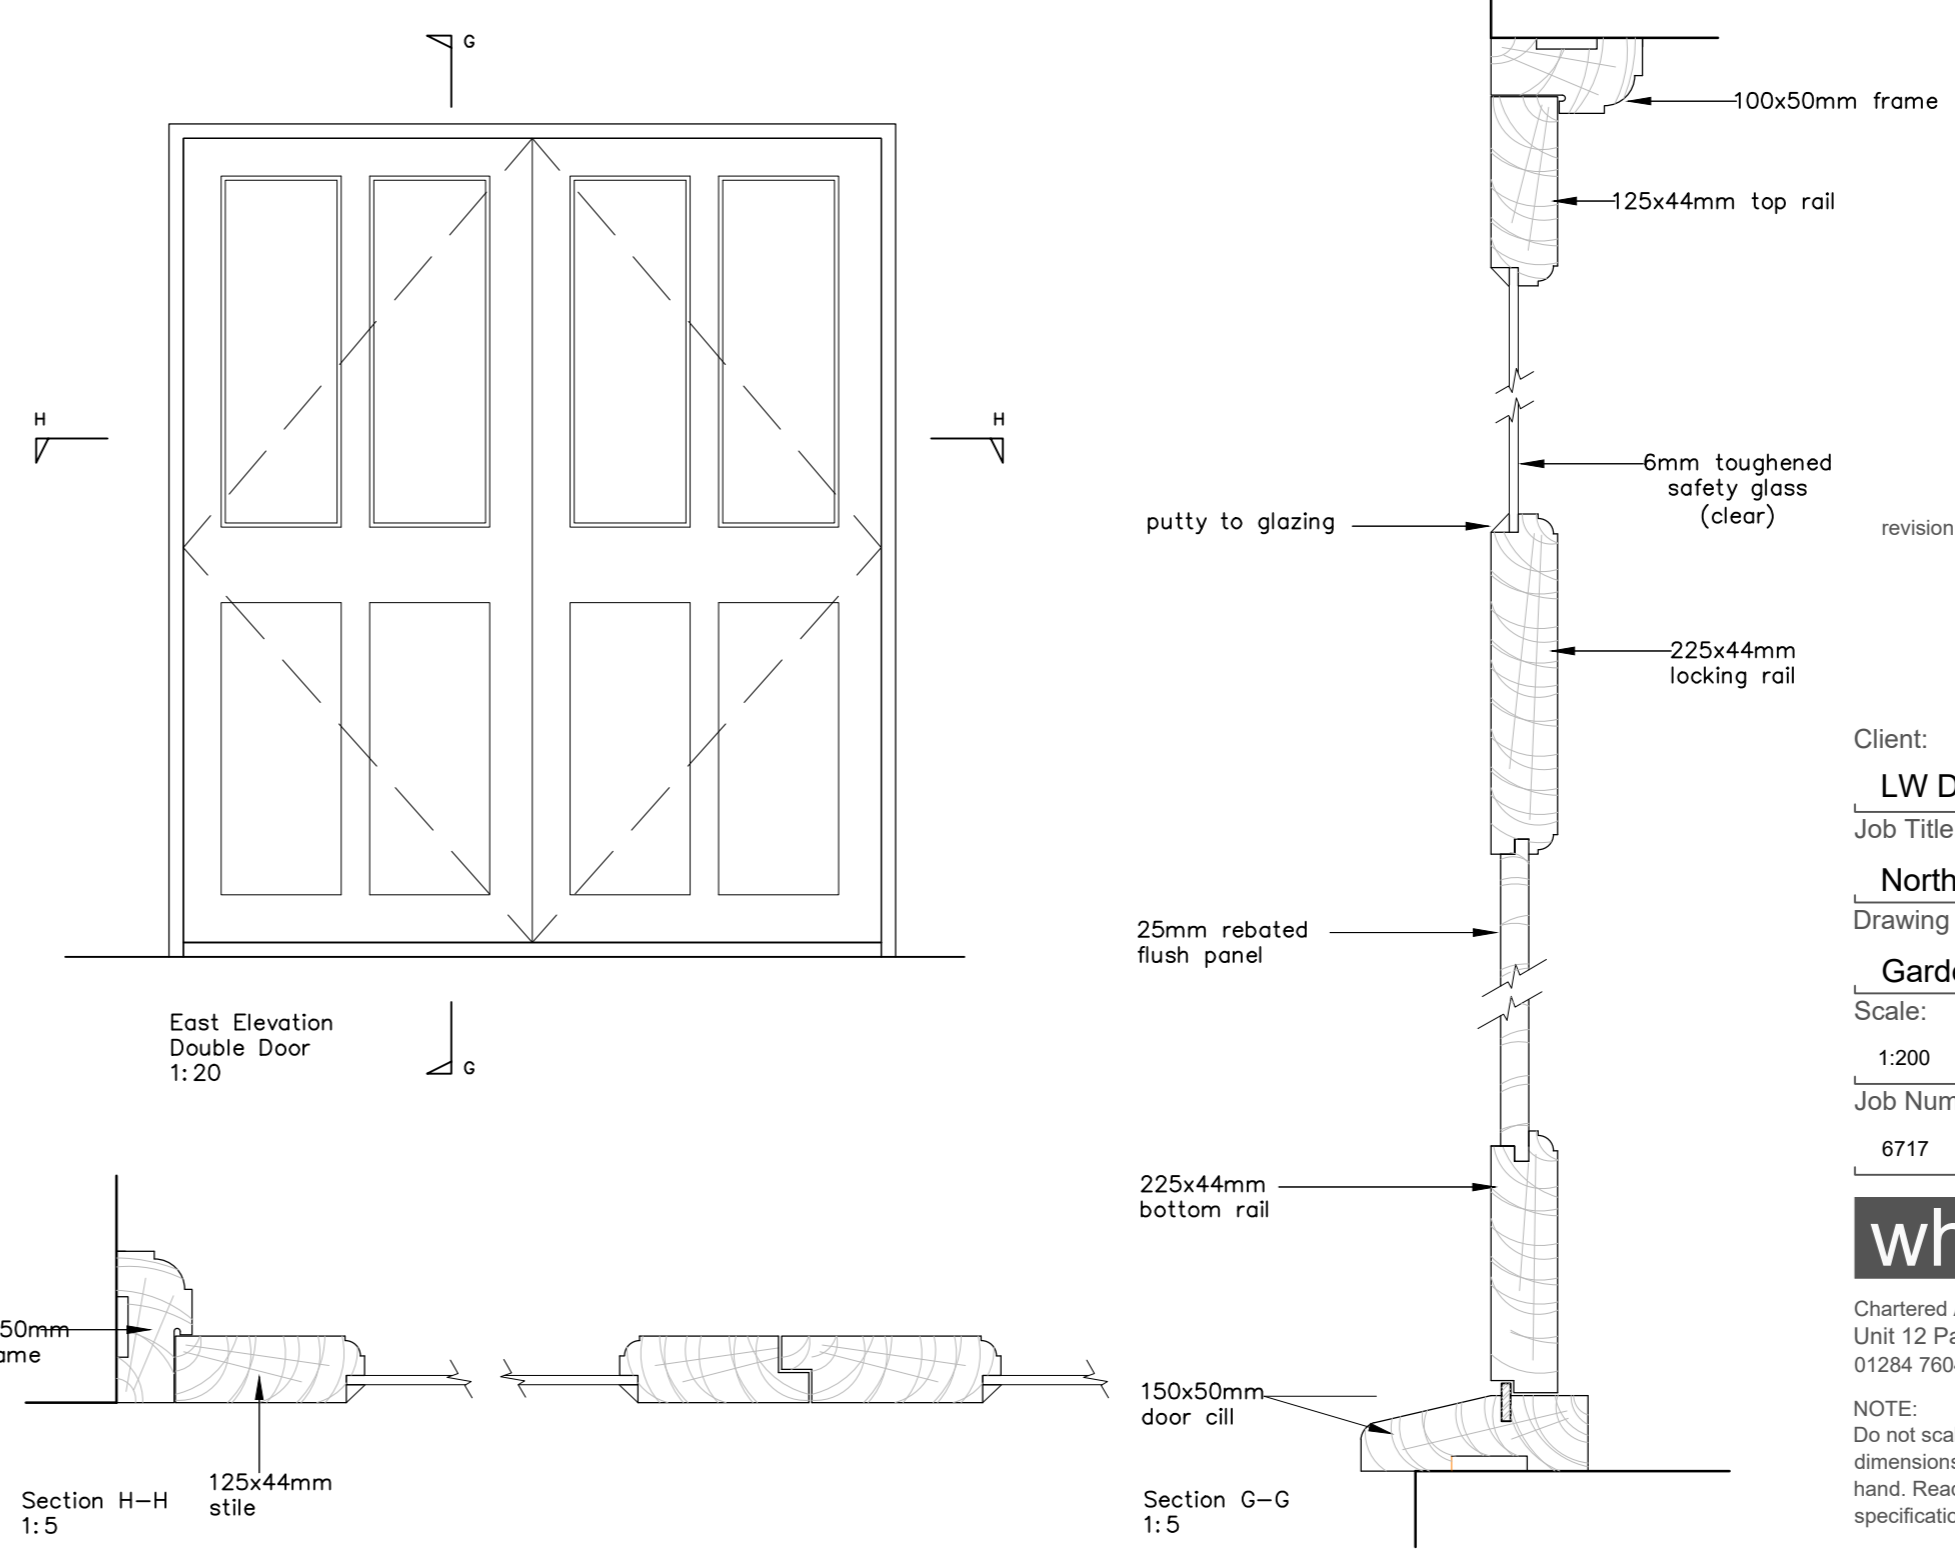 G
H
H
East Elevation
Double Door
1:20
G
50mm
ame
Section H-H
1:5
125x44mm
stile
100x50mm frame
125x44mm top rail
6mm toughened
safety glass
(clear)
putty to glazing
225x44mm
locking rail
25mm rebated
flush panel
225x44mm
bottom rail
150x50mm
door cill
Section G-G
1:5
revision
Client:
LW D
Job Title
North
Drawing
Garde
Scale:
1:200
Job Num
6717
wh
Chartered
Unit 12 Pa
01284 760
NOTE:
Do not sca
dimensions
hand. Read
specificatio